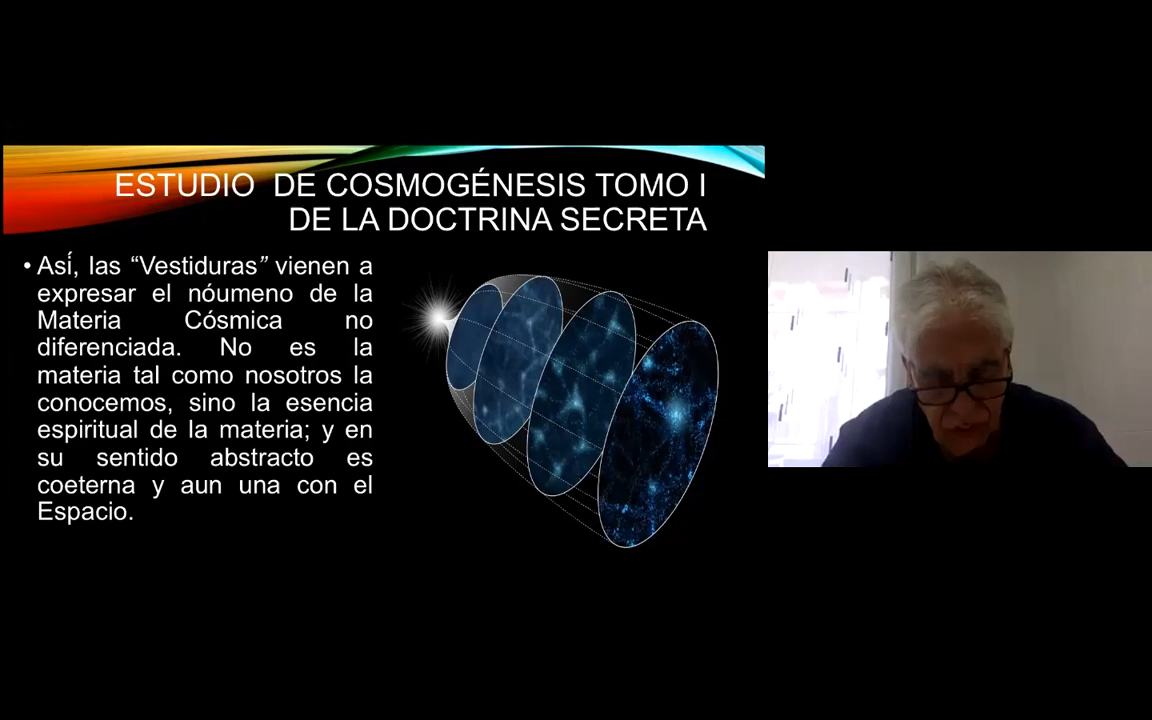 ESTUDIO DE COSMOGÉNESIS TOMO I
DE LA DOCTRINA SECRETA
• Así, las “Vestiduras” vienen a
expresar el nóumeno de la
Materia Cósmica no
diferenciada. No es la
materia tal como nosotros la
conocemos, sino la esencia
espiritual de la materia; y en
su sentido abstracto es
coeterna y aun una con el
Espacio.